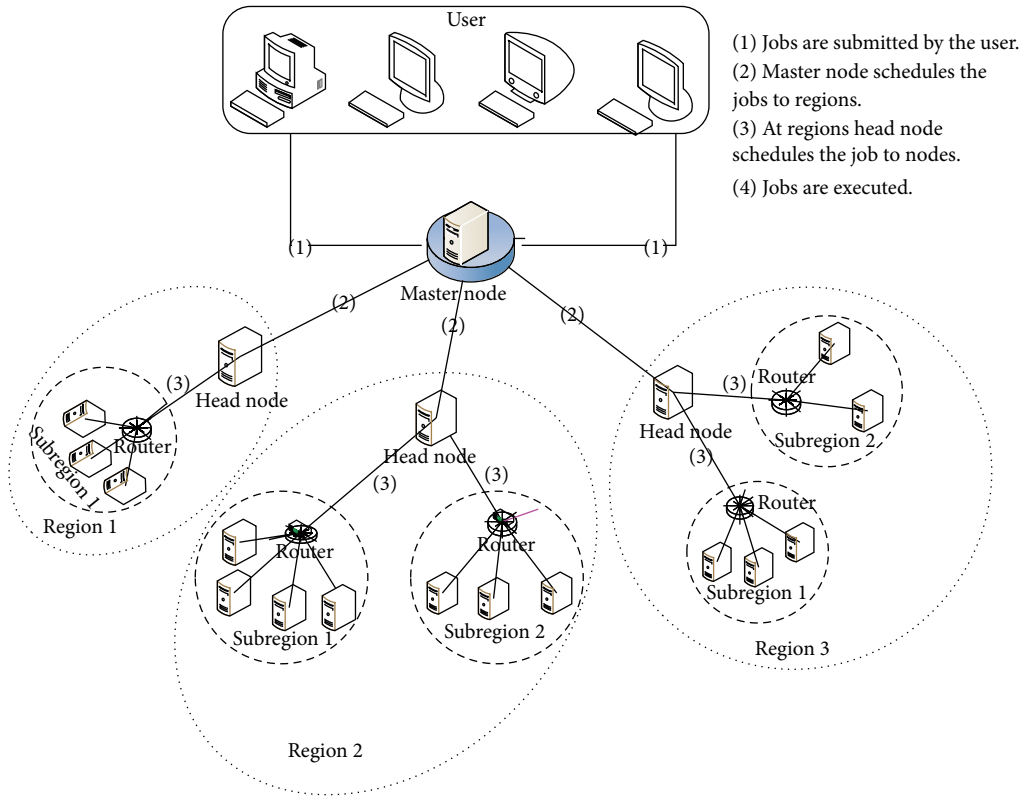 User
(1) Jobs are submitted by the user.
(2) Master node schedules the
jobs to regions.
(3) At regions head node
schedules the job to nodes.
(4) Jobs are executed.
(1)
(1)
Master node
(2)
(2)
(2)
(3)
Head node
Router
Subregion 1
Region 1
Head node
(3)
(3)
Router
Subregion 1
Router
Subregion 2
Region 2
Head node
(3)
Router
Subregion 2
(3)
Router
Subregion 1
Region 3